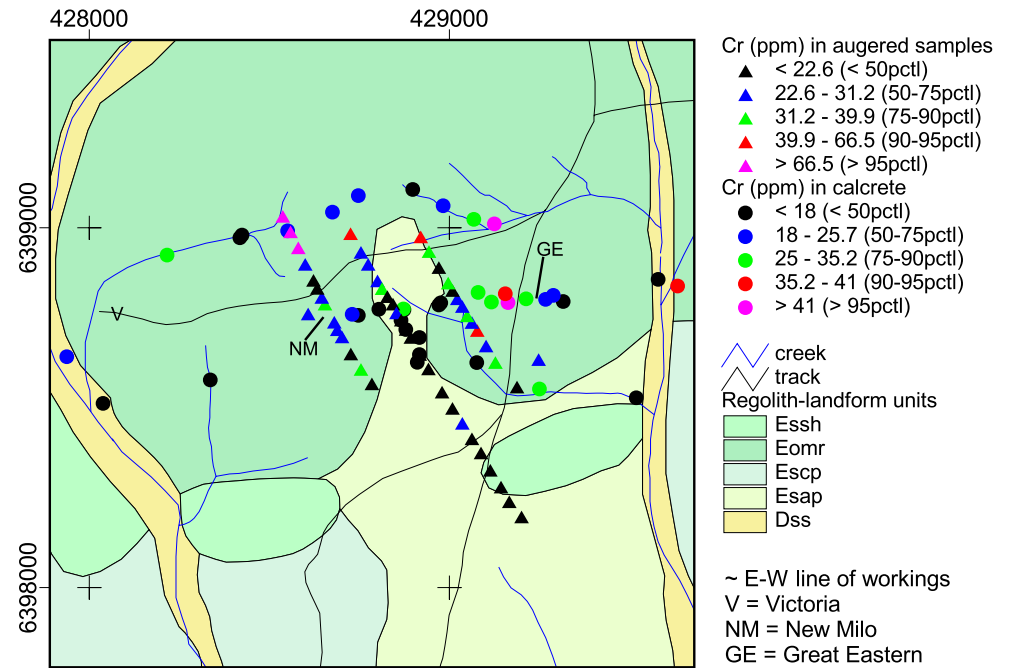 428000
429000
6399000
6398000
GE
V
NM
Cr (ppm) in augered samples
< 22.6 (< 50pctl)
22.6 - 31.2 (50-75pctl)
31.2 - 39.9 (75-90pctl)
39.9 - 66.5 (90-95pctl)
> 66.5 (> 95pctl)
Cr (ppm) in calcrete
< 18 (< 50pctl)
18 - 25.7 (50-75pctl)
25 - 35.2 (75-90pctl)
35.2 - 41 (90-95pctl)
> 41 (> 95pctl)
creek
track
Regolith-landform units
Essh
Eomr
Escp
Esap
Dss
~ E-W line of workings
V = Victoria
NM = New Milo
GE = Great Eastern